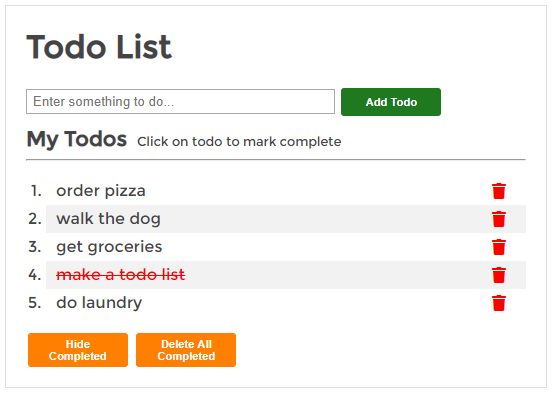 Todo List
Enter something to do...
Add Todo
My Todos Click on todo to mark complete
1. order pizza
2. walk the dog
3. get groceries
4. make a todo list
5. do laundry
Hide
Completed
Delete All
Completed